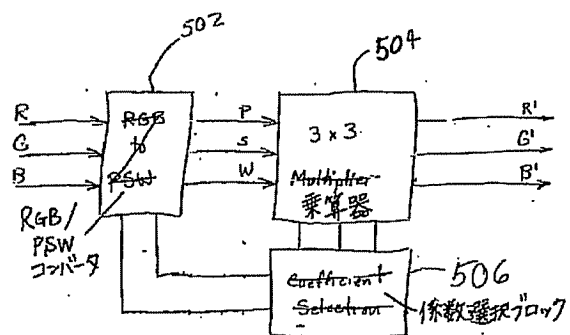 502
504
R
G
B
RGB
to
PSW
P
S
W
3×3
Multiplier
乗算器
R'
G'
B'
RGB/
PSW
コンバータ
Coefficient
Selection
506
係数選択ブロック